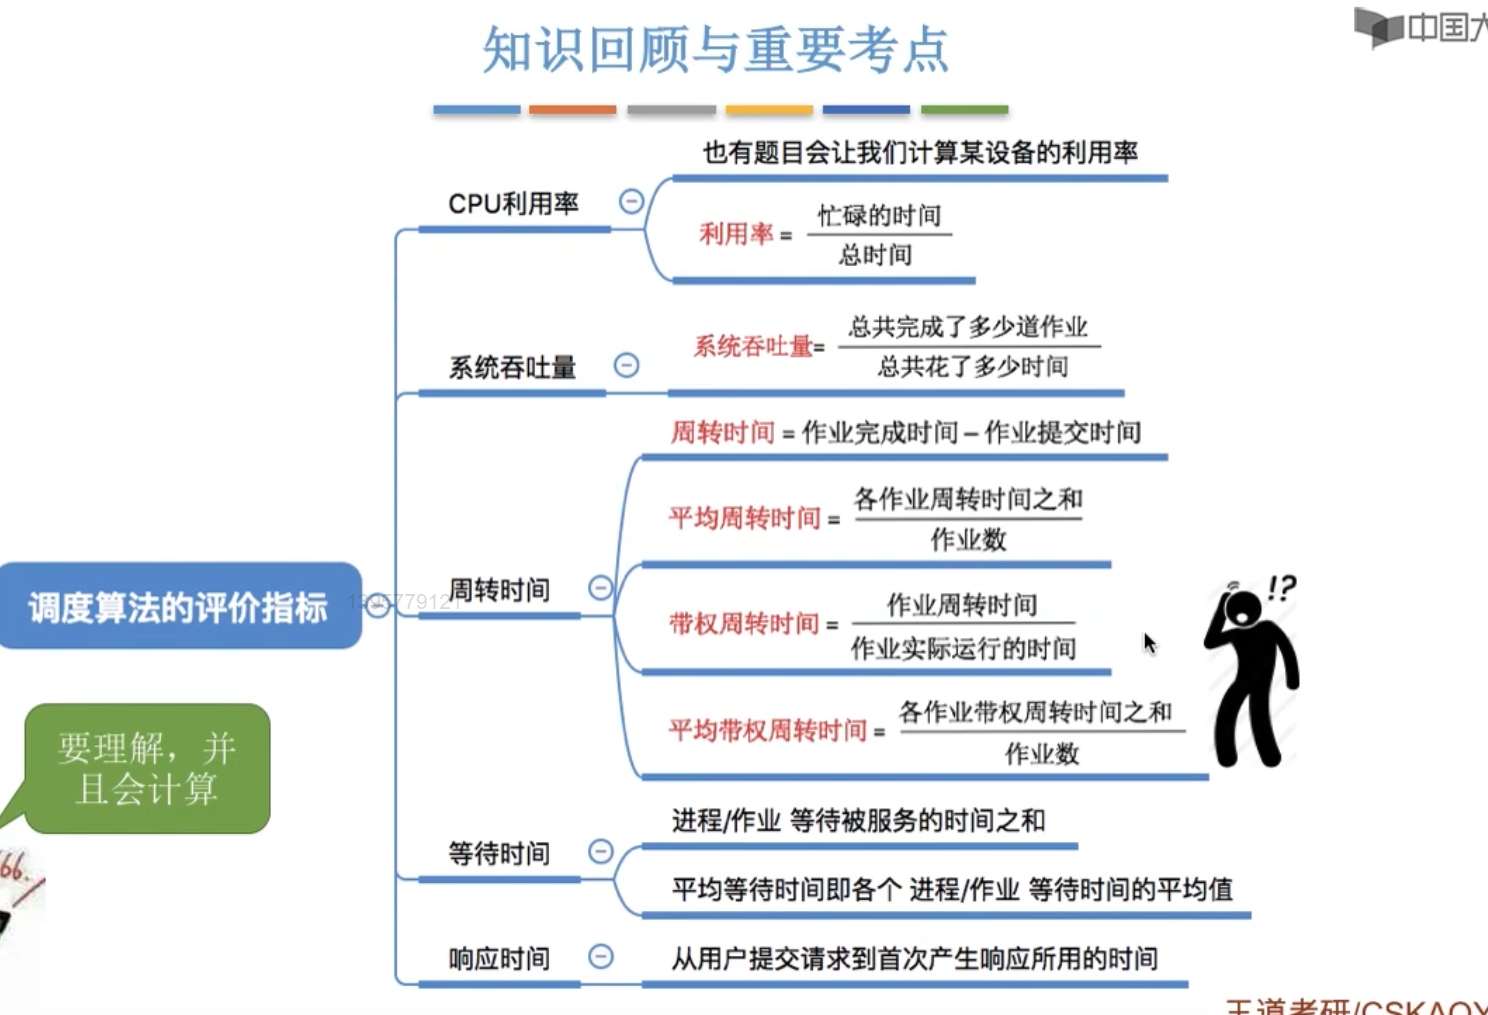 知识回顾与重要考点
中国大
也有题目会让我们计算某设备的利用率
CPU利用率
利用率 = 忙碌的时间
总时间
系统吞吐量
系统吞吐量= 总共完成了多少道作业
总共花了多少时间
周转时间 = 作业完成时间 – 作业提交时间
平均周转时间 = 各作业周转时间之和
作业数
周转时间
带权周转时间 = 作业周转时间
作业实际运行的时间
平均带权周转时间 = 各作业带权周转时间之和
作业数
调度算法的评价指标
!?
要理解，并
且会计算
进程/作业 等待被服务的时间之和
等待时间
平均等待时间即各个 进程/作业 等待时间的平均值
66.
响应时间
从用户提交请求到首次产生响应所用的时间
王道考研/CSKAOY